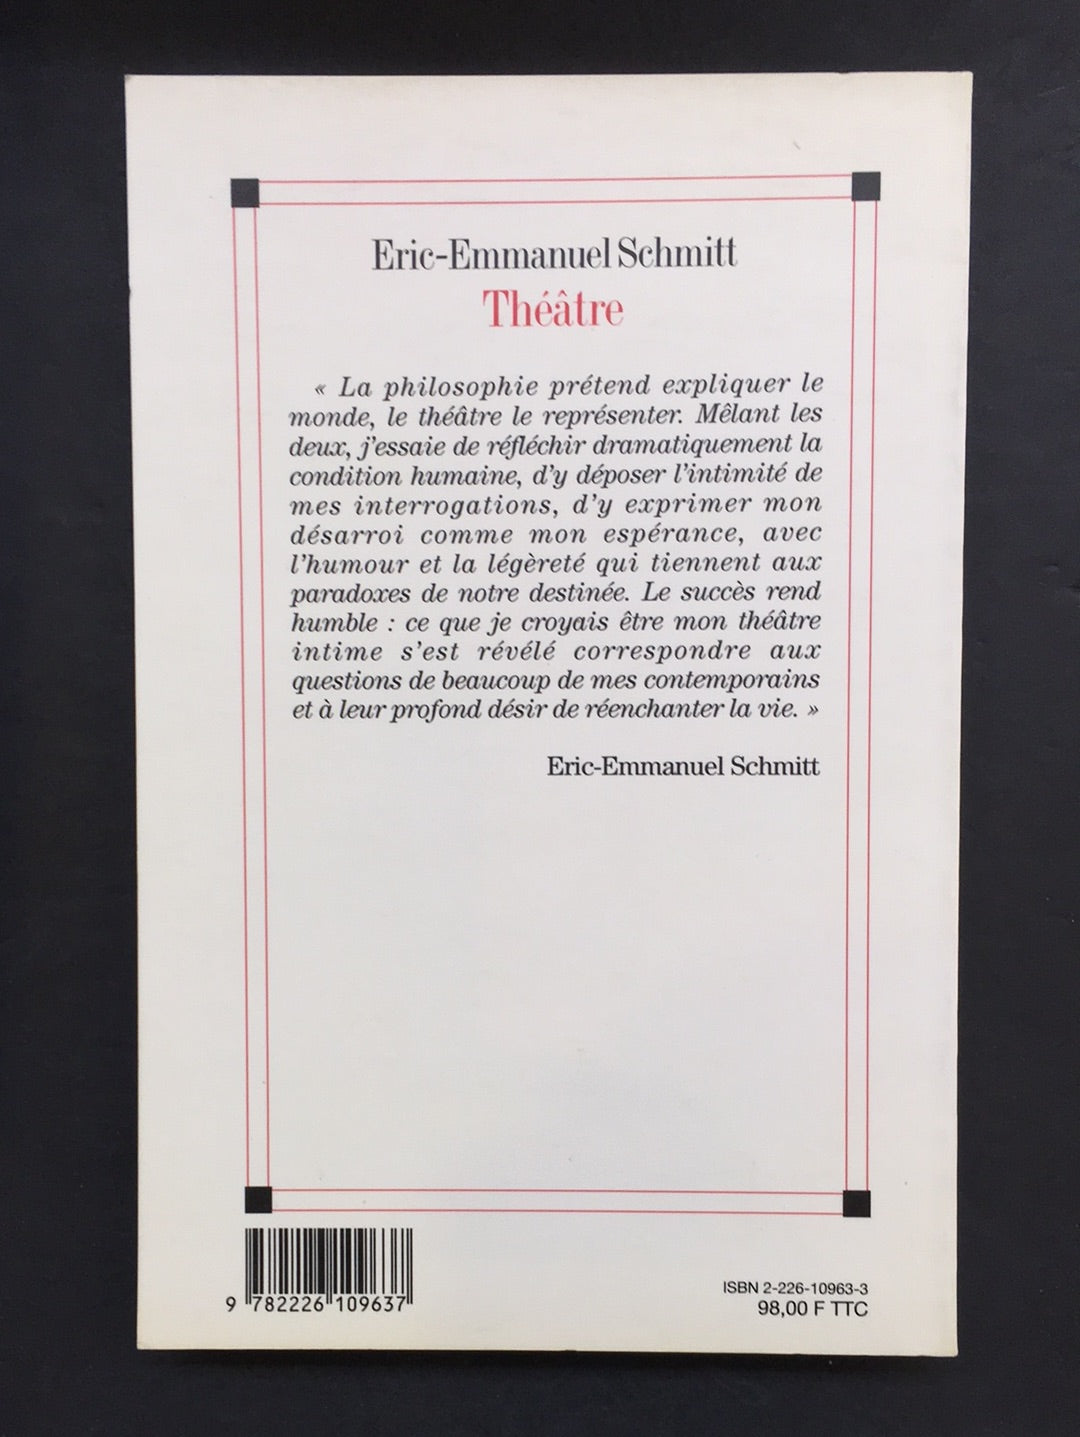 Eric-Emmanuel Schmitt
Théâtre
« La philosophie prétend expliquer le
monde, le théâtre le représenter. Mêlant les
deux, j'essaie de réfléchir dramatiquement la
condition humaine, d'y déposer l'intimité de
mes interrogations, d'y exprimer mon
désarroi comme mon espérance, avec
l'humour et la légèreté qui tiennent aux
paradoxes de notre destinée. Le succès rend
humble : ce que je croyais être mon théâtre
intime s'est révélé correspondre aux
questions de beaucoup de mes contemporains
et à leur profond désir de réenchanter la vie. »
Eric-Emmanuel Schmitt
9 782226 109637
ISBN 2-226-10963-3
98,00 F TTC